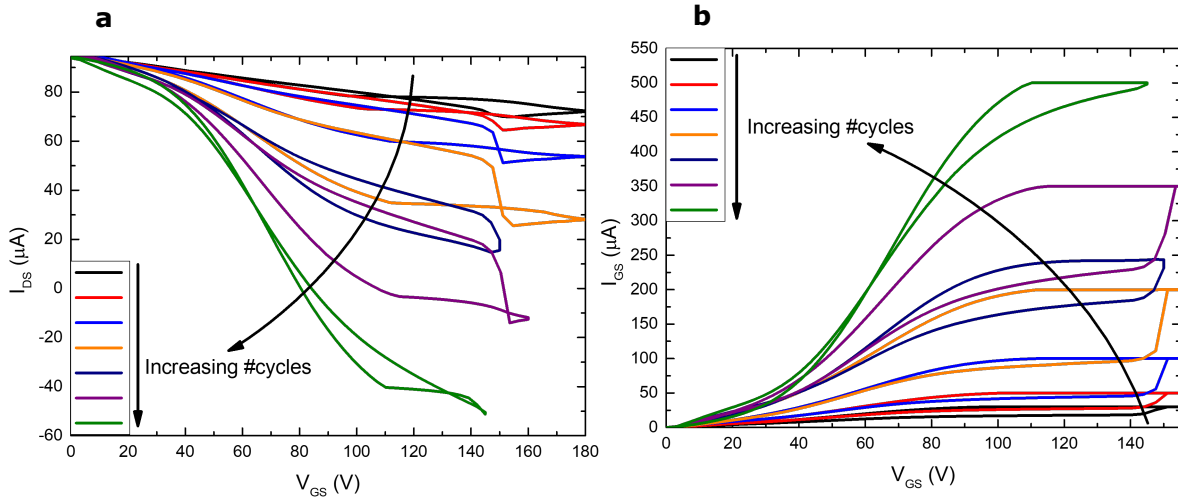 a
80
60
40
20
0
-20
-40
-60
I_DS (μA)
0 20 40 60 80 100 120 140 160 180
V_GS (V)
Increasing #cycles
b
550
500
450
400
350
300
250
200
150
100
50
0
I_GS (μA)
0 20 40 60 80 100 120 140
V_GS (V)
Increasing #cycles